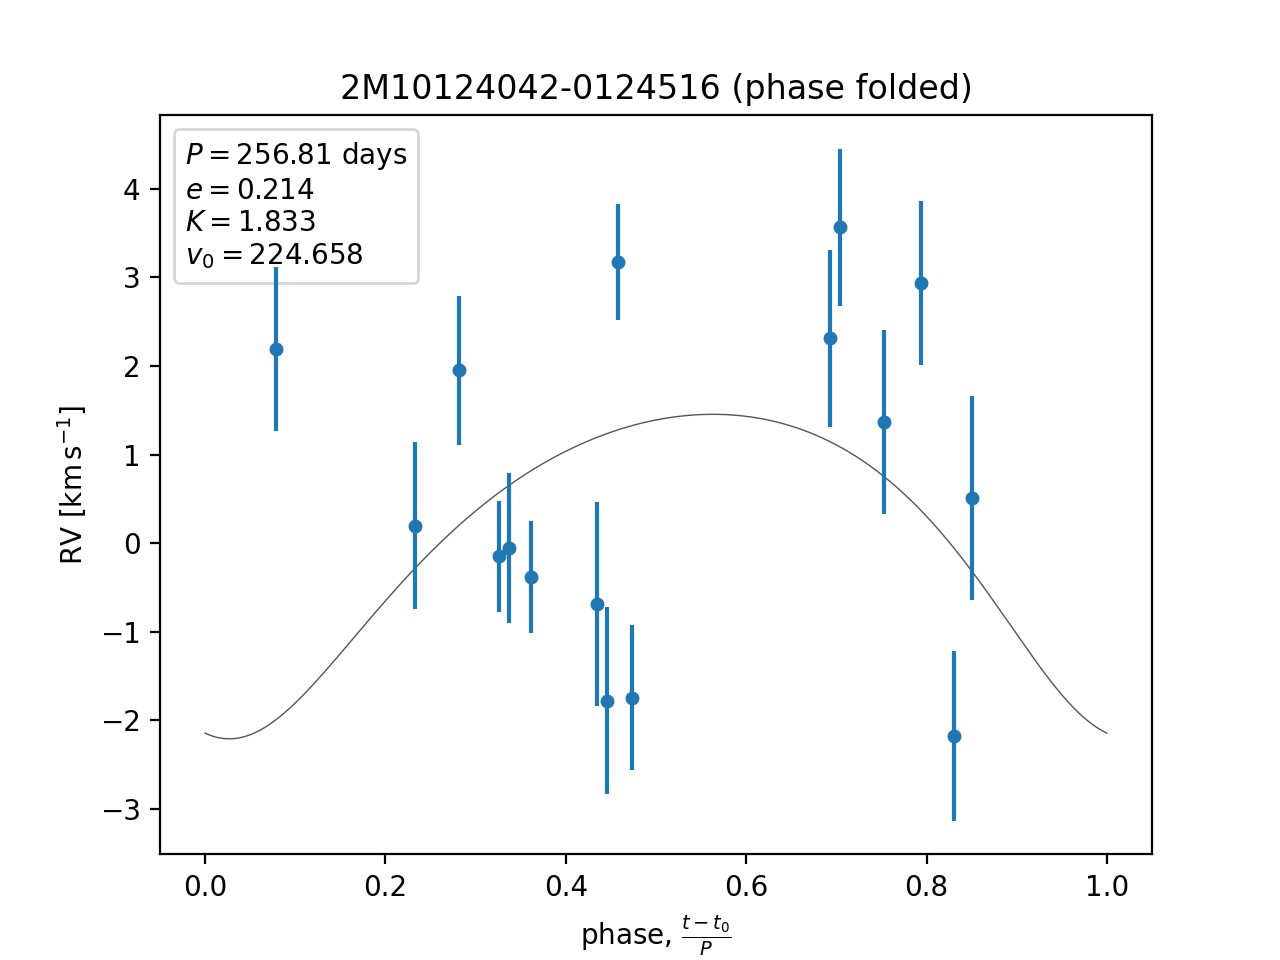 2M10124042-0124516 (phase folded)
P = 256.81 days
e = 0.214
K = 1.833
v₀ = 224.658
RV [km s⁻¹]
4
3
2
1
0
−1
−2
−3
0.0 0.2 0.4 0.6 0.8 1.0
phase, (t − t₀)/P